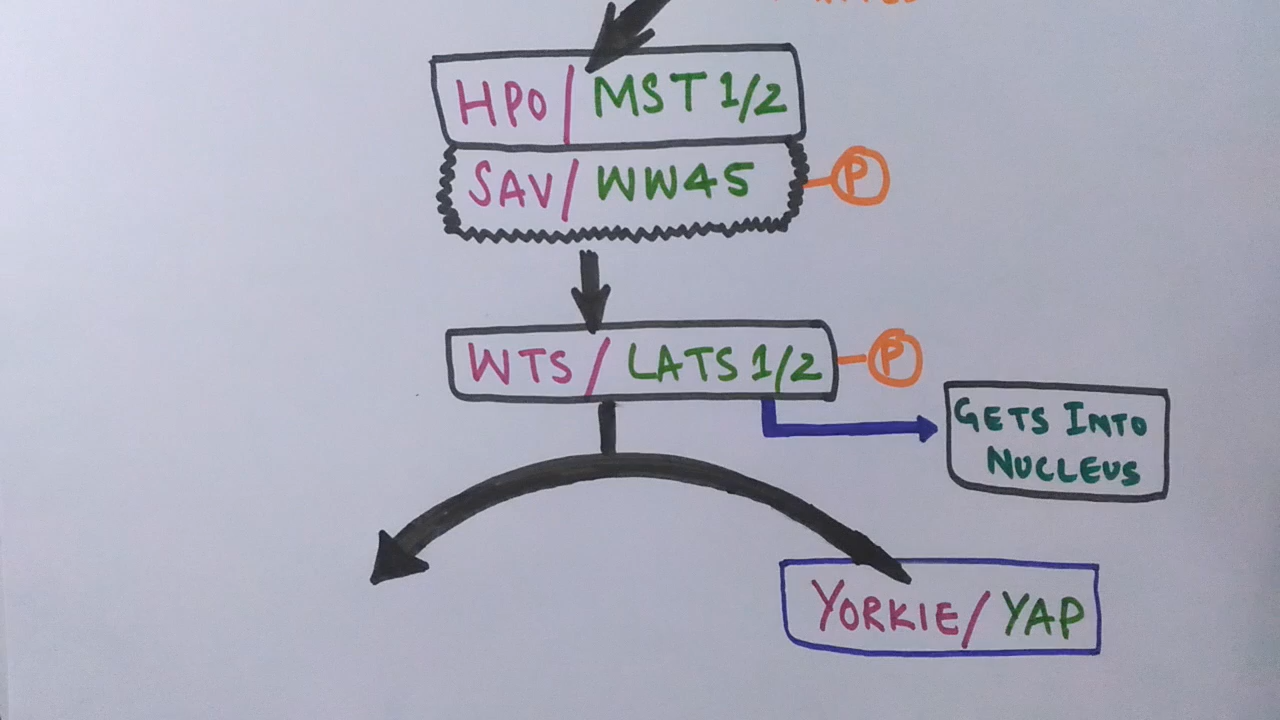 HPO/MST 1/2
SAV/WW45
P
WTS/LATS 1/2
P
GETS INTO
NUCLEUS
YORKIE/YAP